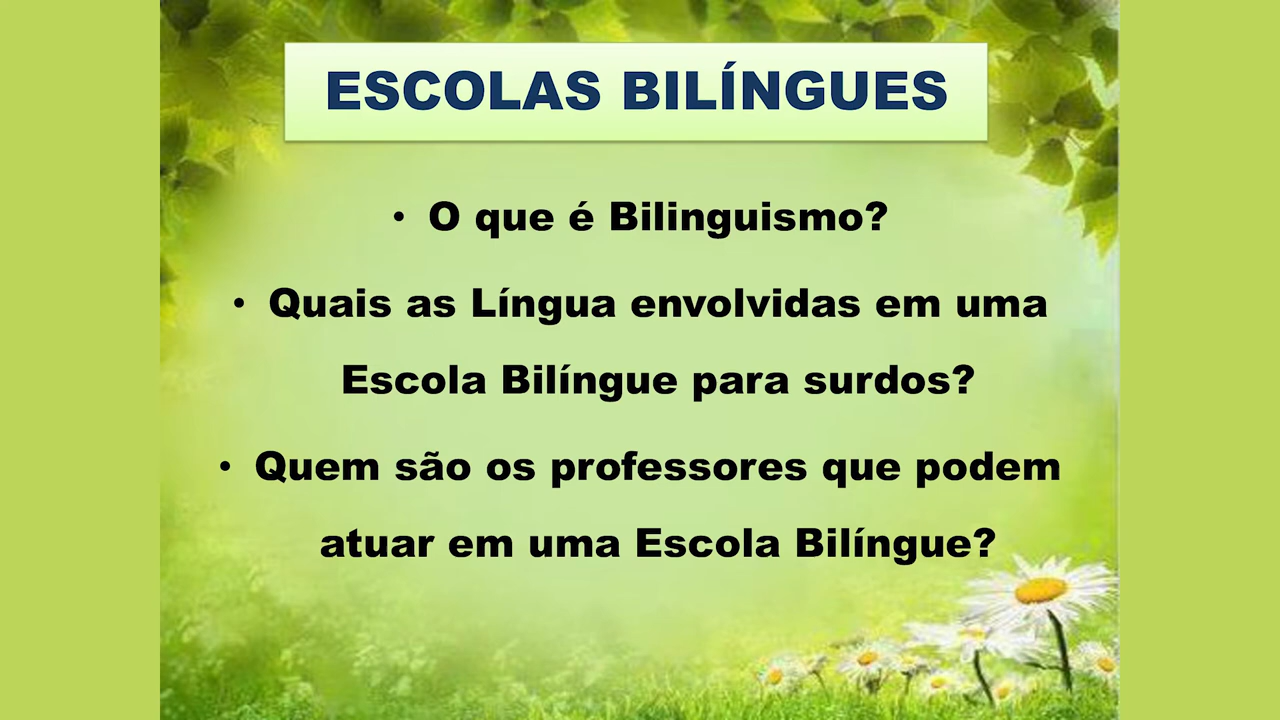 ESCOLAS BILÍNGUES
• O que é Bilinguismo?
• Quais as Língua envolvidas em uma
Escola Bilíngue para surdos?
• Quem são os professores que podem
atuar em uma Escola Bilíngue?